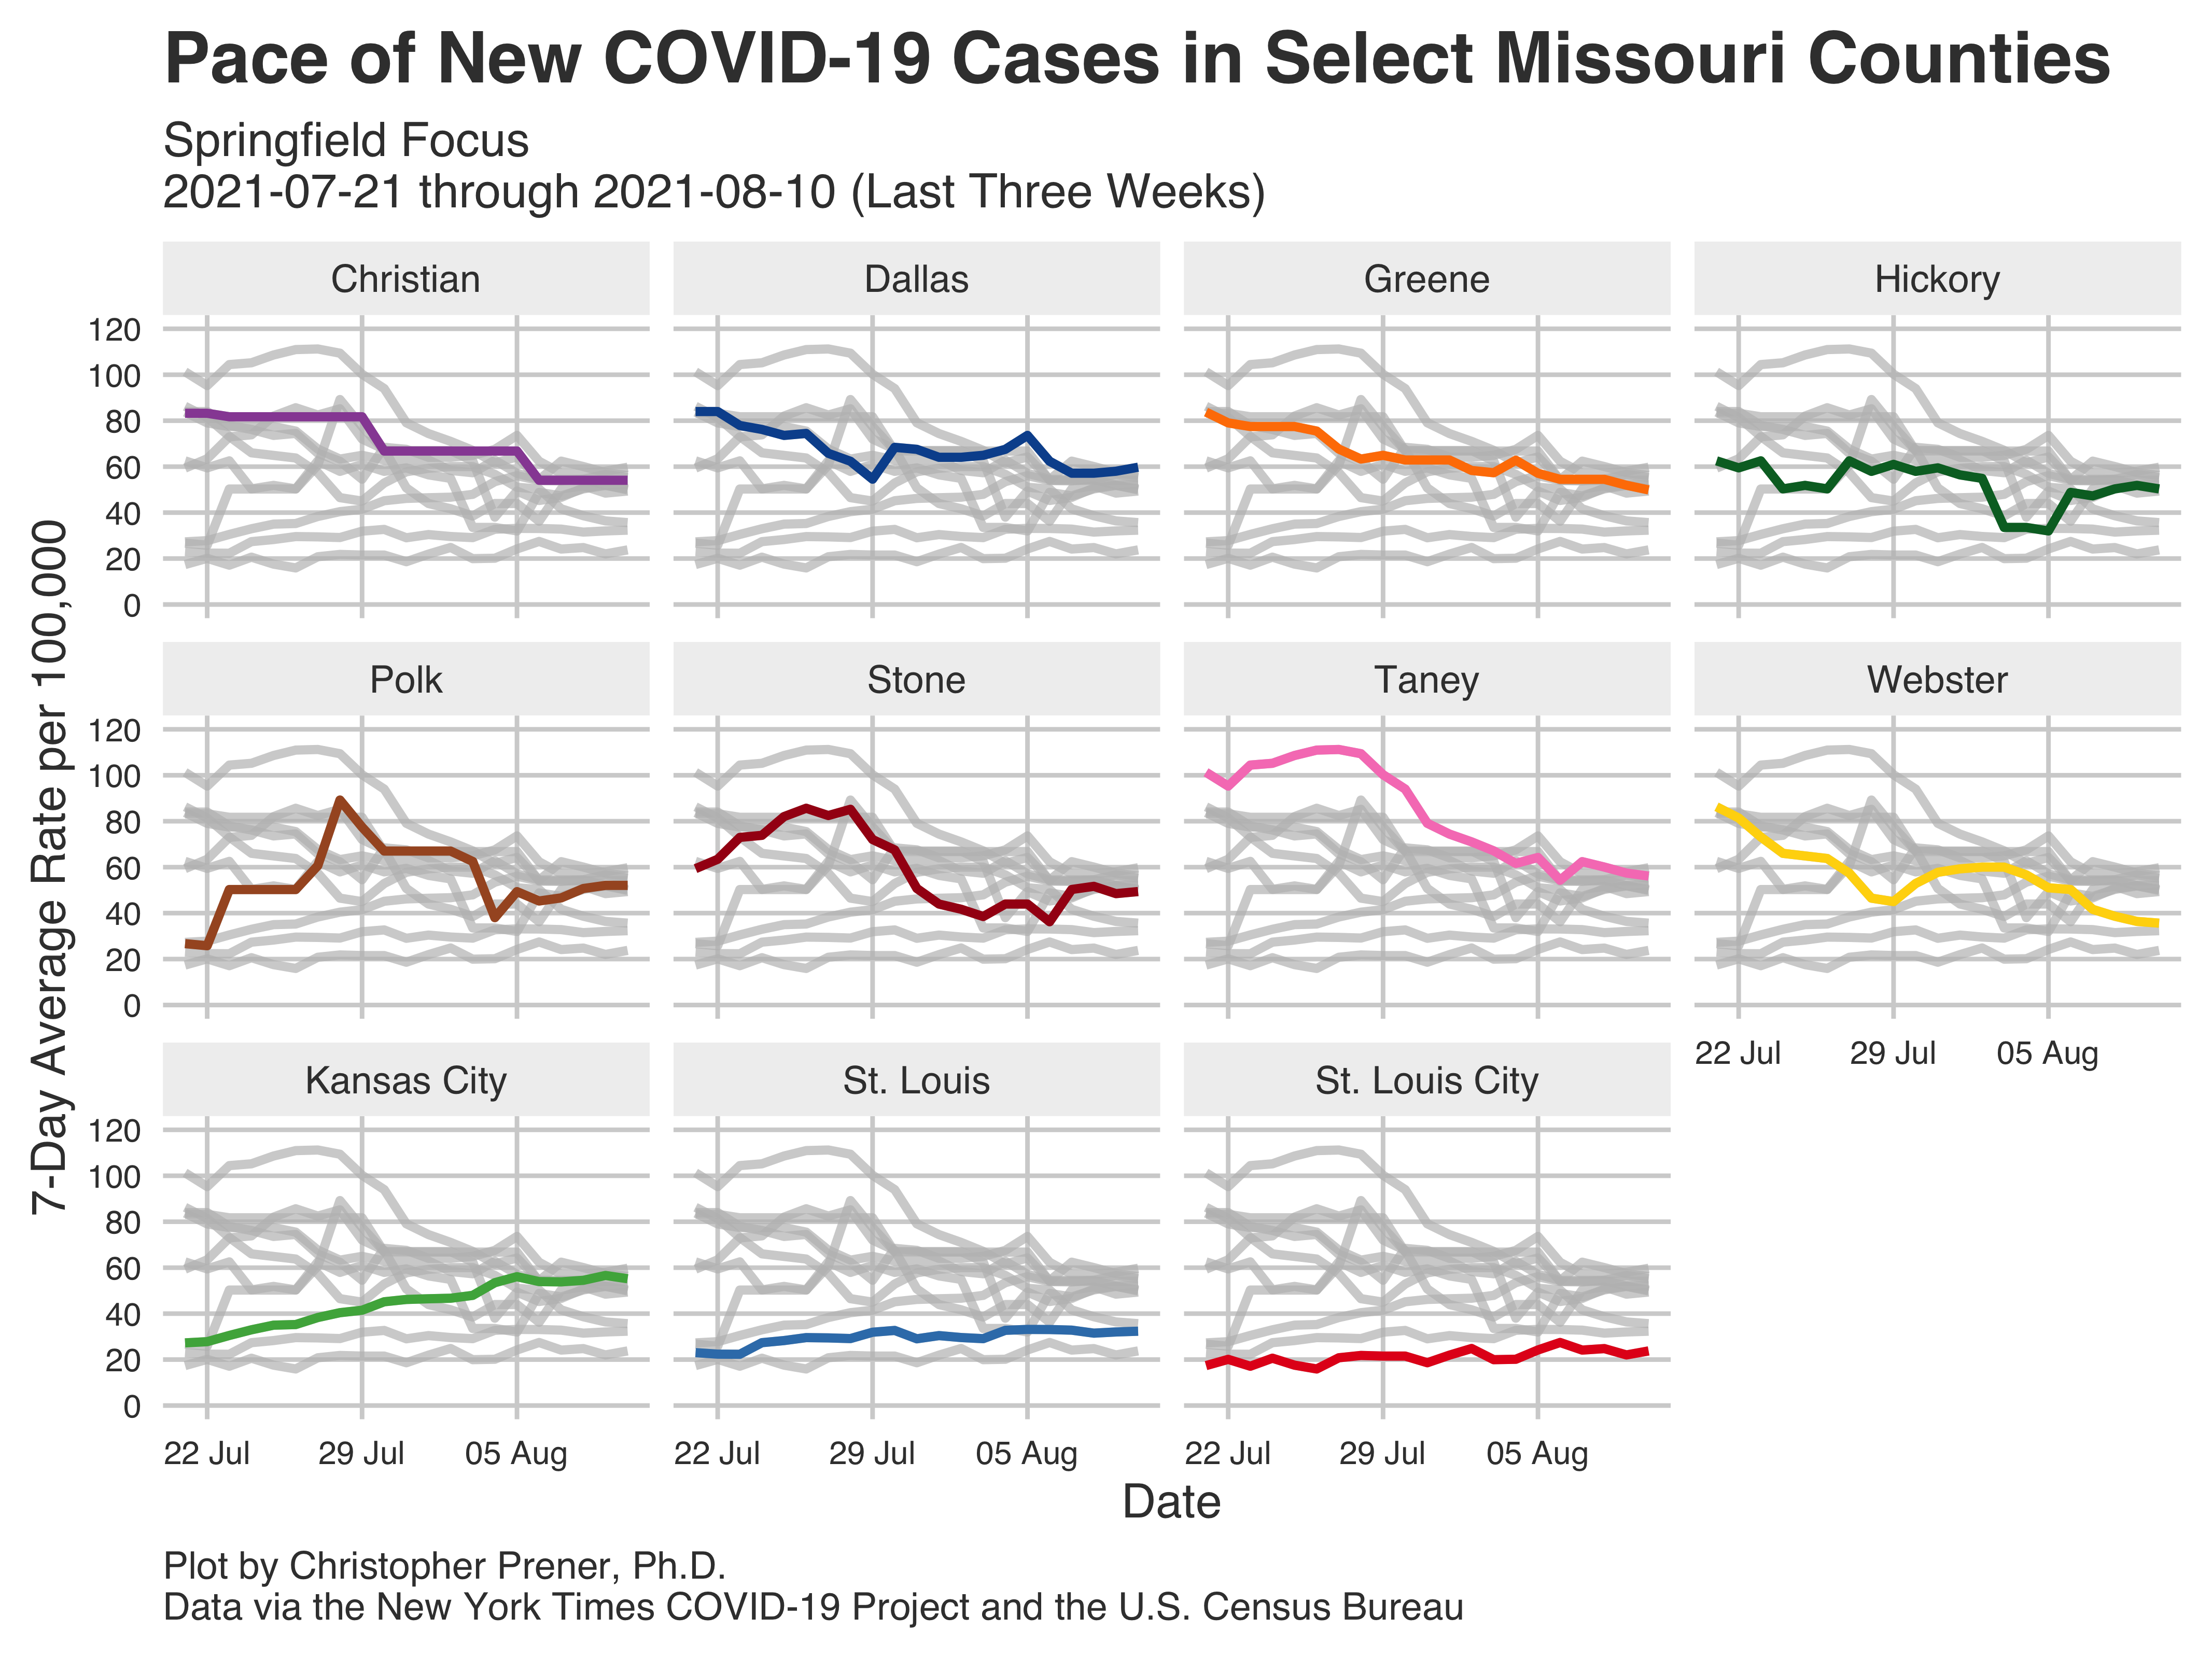 Pace of New COVID-19 Cases in Select Missouri Counties
Springfield Focus
2021-07-21 through 2021-08-10 (Last Three Weeks)
7-Day Average Rate per 100,000
Christian
Dallas
Greene
Hickory
120
100
80
60
40
20
0
Polk
Stone
Taney
Webster
120
100
80
60
40
20
0
22 Jul 29 Jul 05 Aug
Kansas City
St. Louis
St. Louis City
120
100
80
60
40
20
0
22 Jul 29 Jul 05 Aug
22 Jul 29 Jul 05 Aug
22 Jul 29 Jul 05 Aug
Date
Plot by Christopher Prener, Ph.D.
Data via the New York Times COVID-19 Project and the U.S. Census Bureau